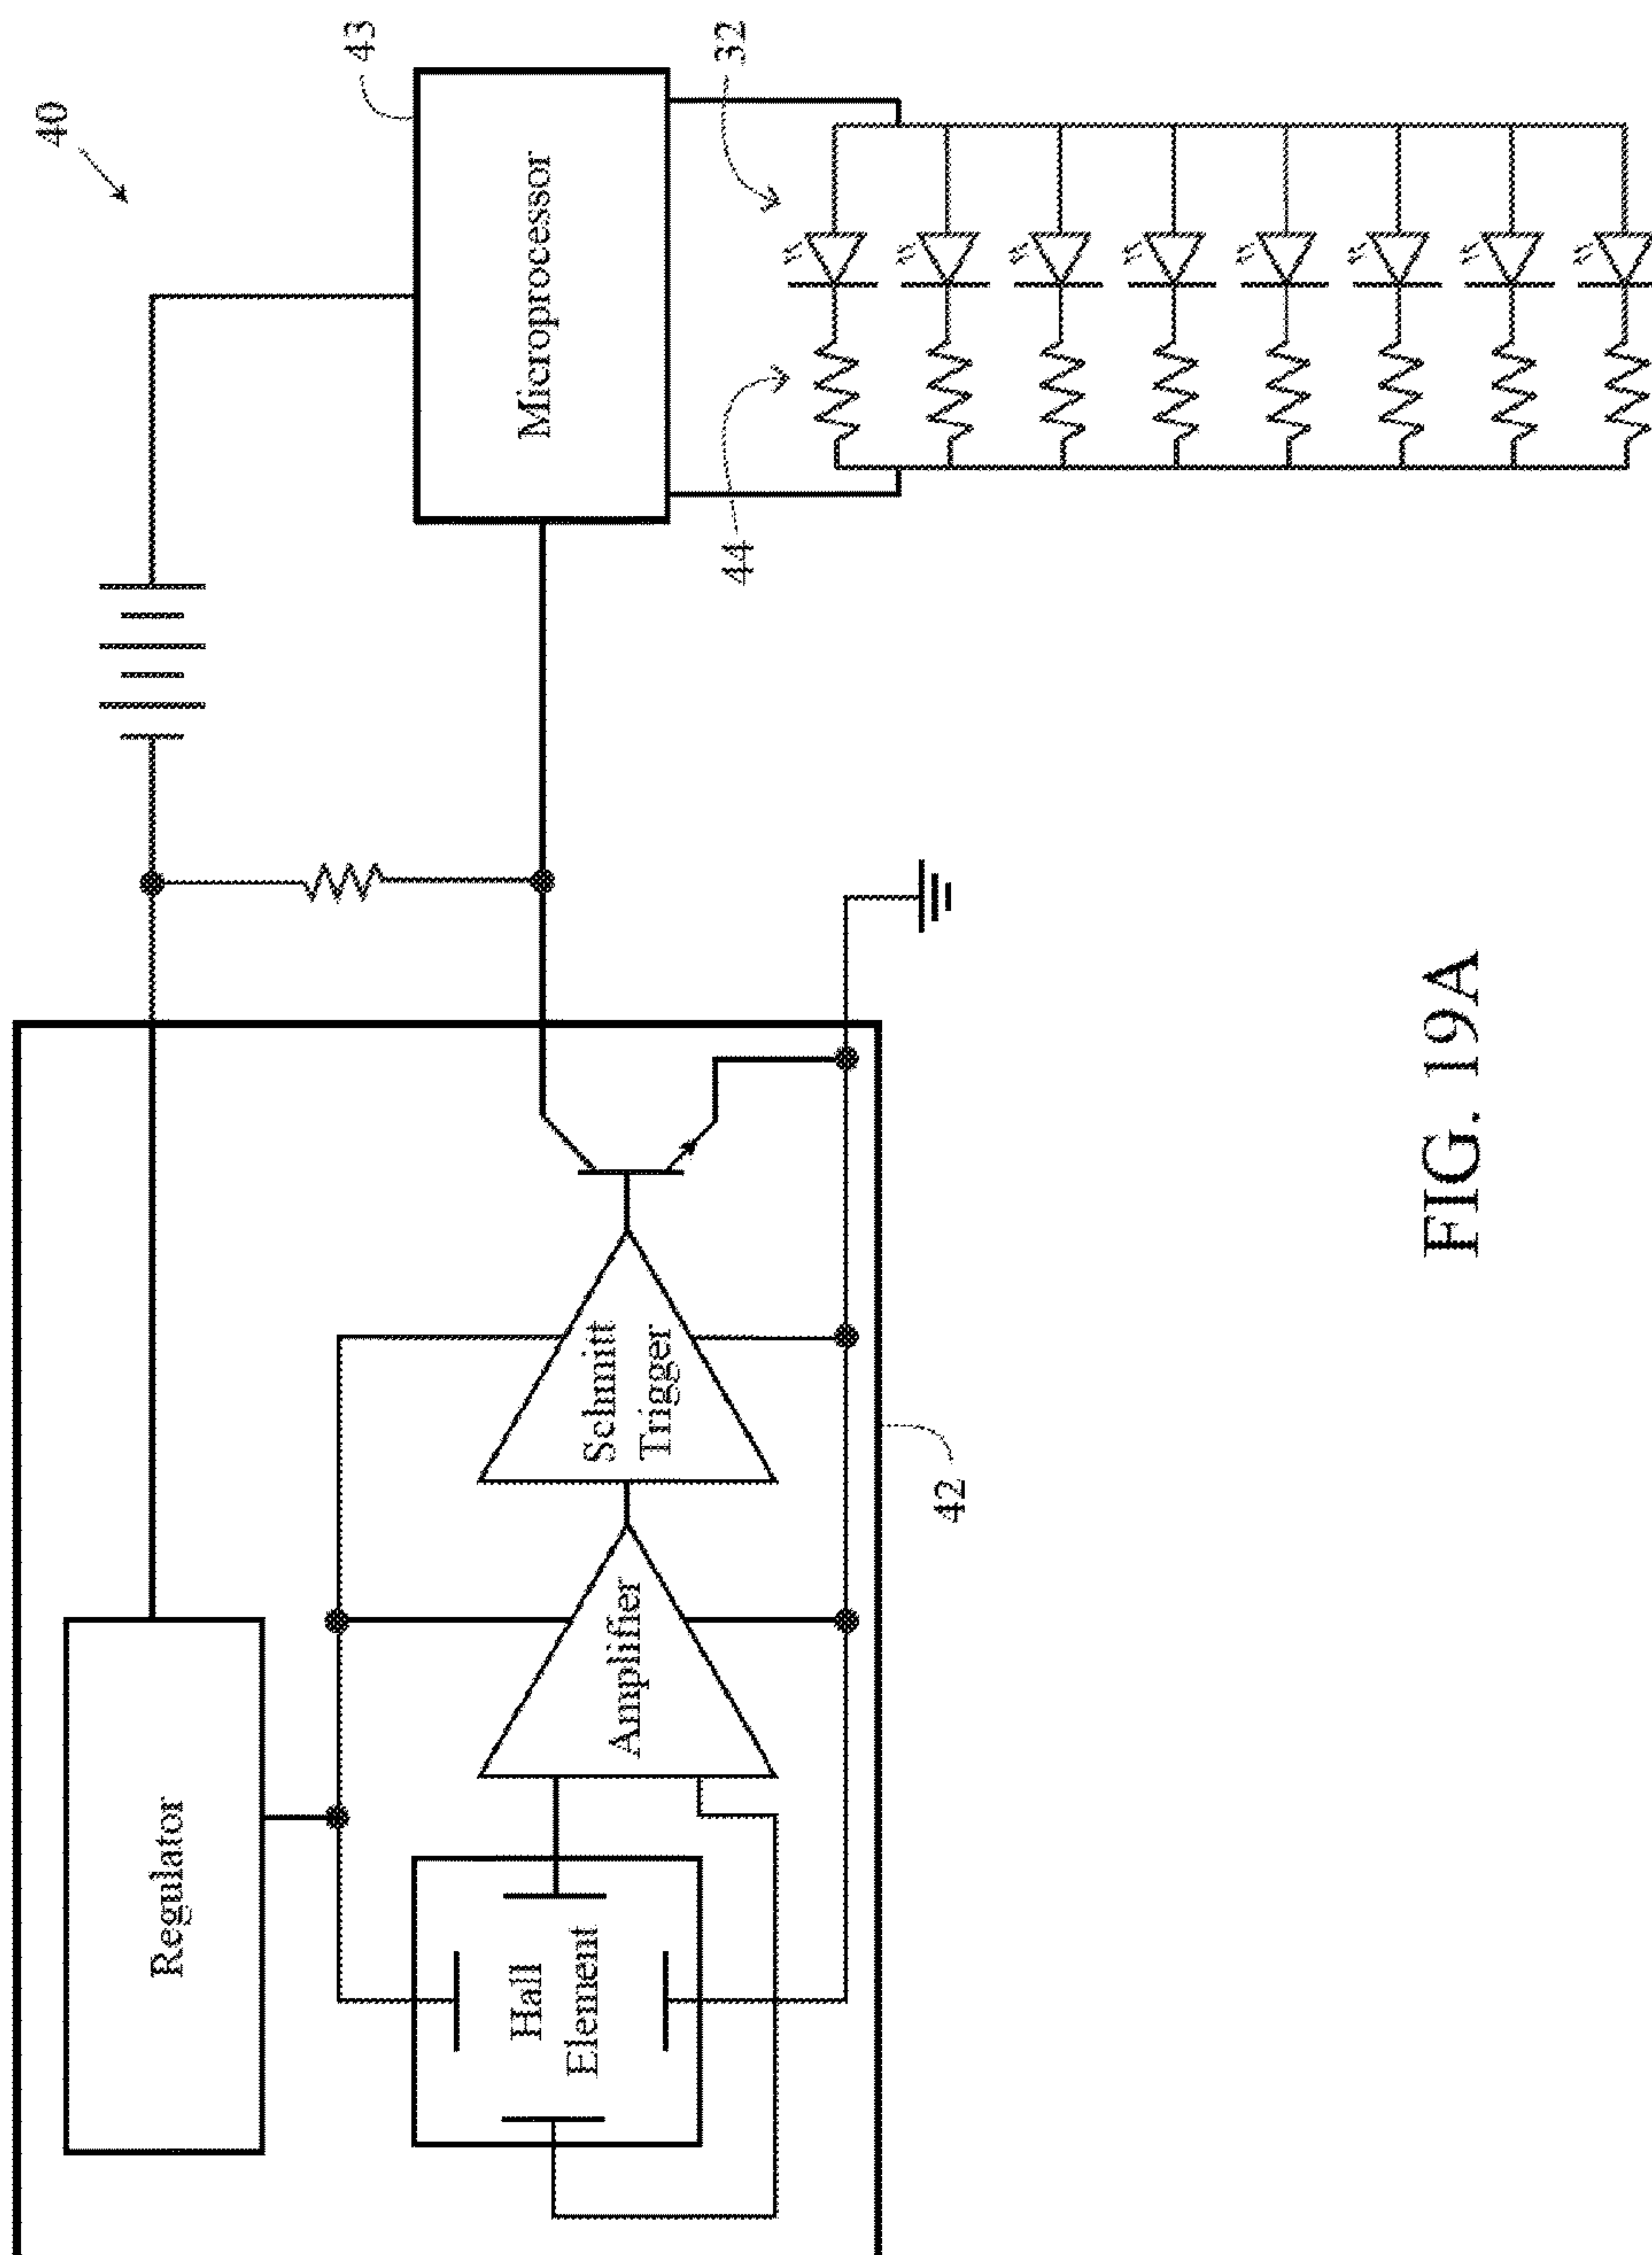 40
43
Microprocessor
32
44
Regulator
Hall
Element
Amplifier
Schmitt
Trigger
42
FIG. 19A